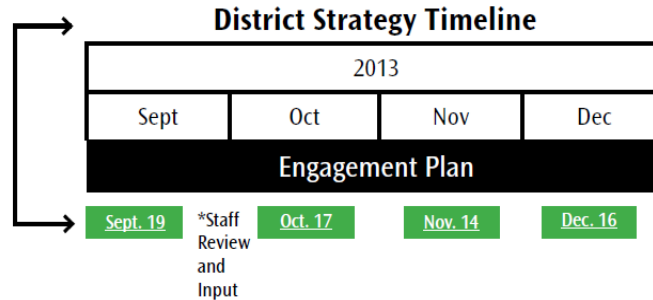 District Strategy Timeline
2013
Sept Oct Nov Dec
Engagement Plan
Sept. 19 *Staff Oct. 17 Nov. 14 Dec. 16
Review
and
Input